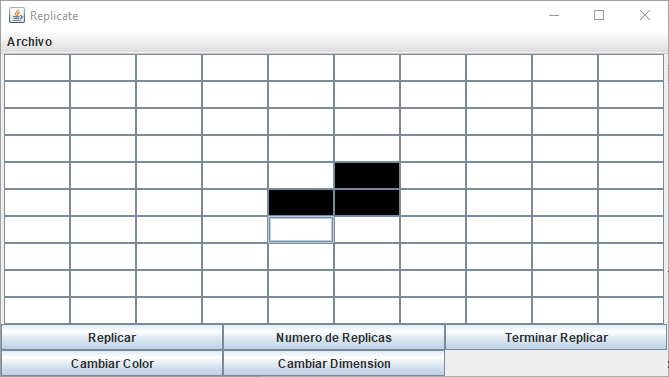 Replicate
Archivo
Replicar Numero de Replicas Terminar Replicar
Cambiar Color Cambiar Dimension